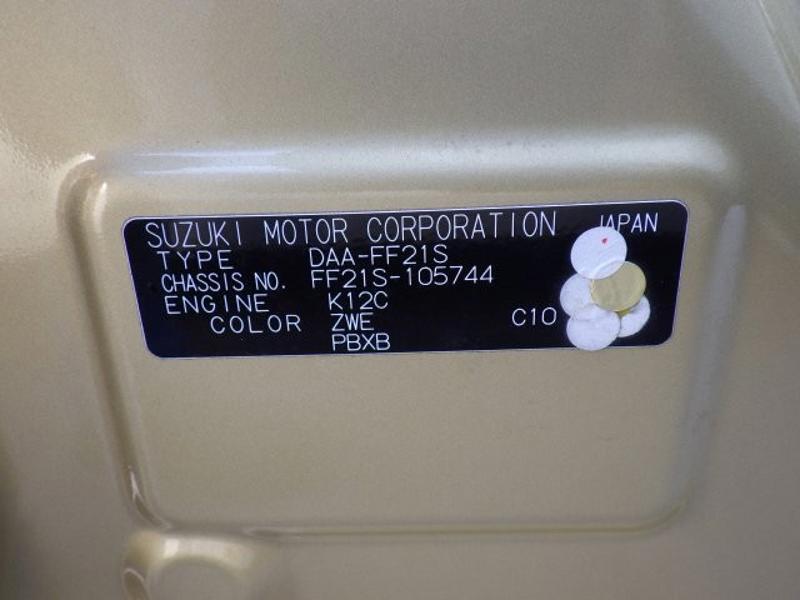 SUZUKI MOTOR CORPORATION JAPAN
TYPE DAA-FF21S
CHASSIS NO. FF21S-105744
ENGINE K12C
COLOR ZWE C10
PBXB